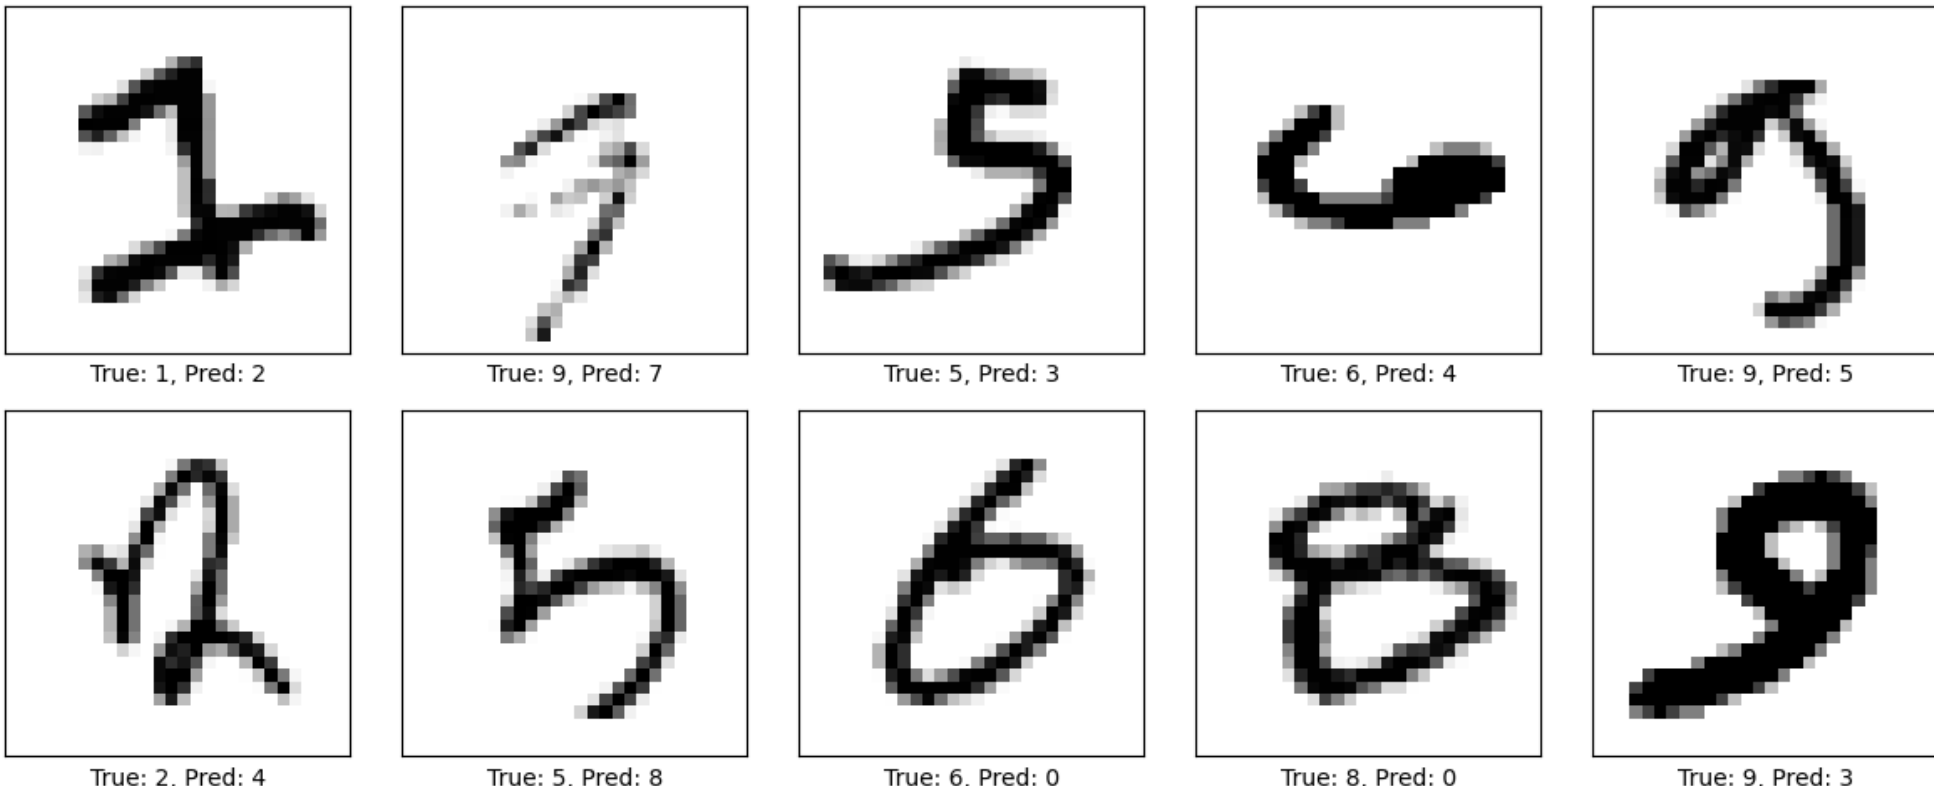 True: 1, Pred: 2
True: 9, Pred: 7
True: 5, Pred: 3
True: 6, Pred: 4
True: 9, Pred: 5
True: 2, Pred: 4
True: 5, Pred: 8
True: 6, Pred: 0
True: 8, Pred: 0
True: 9, Pred: 3